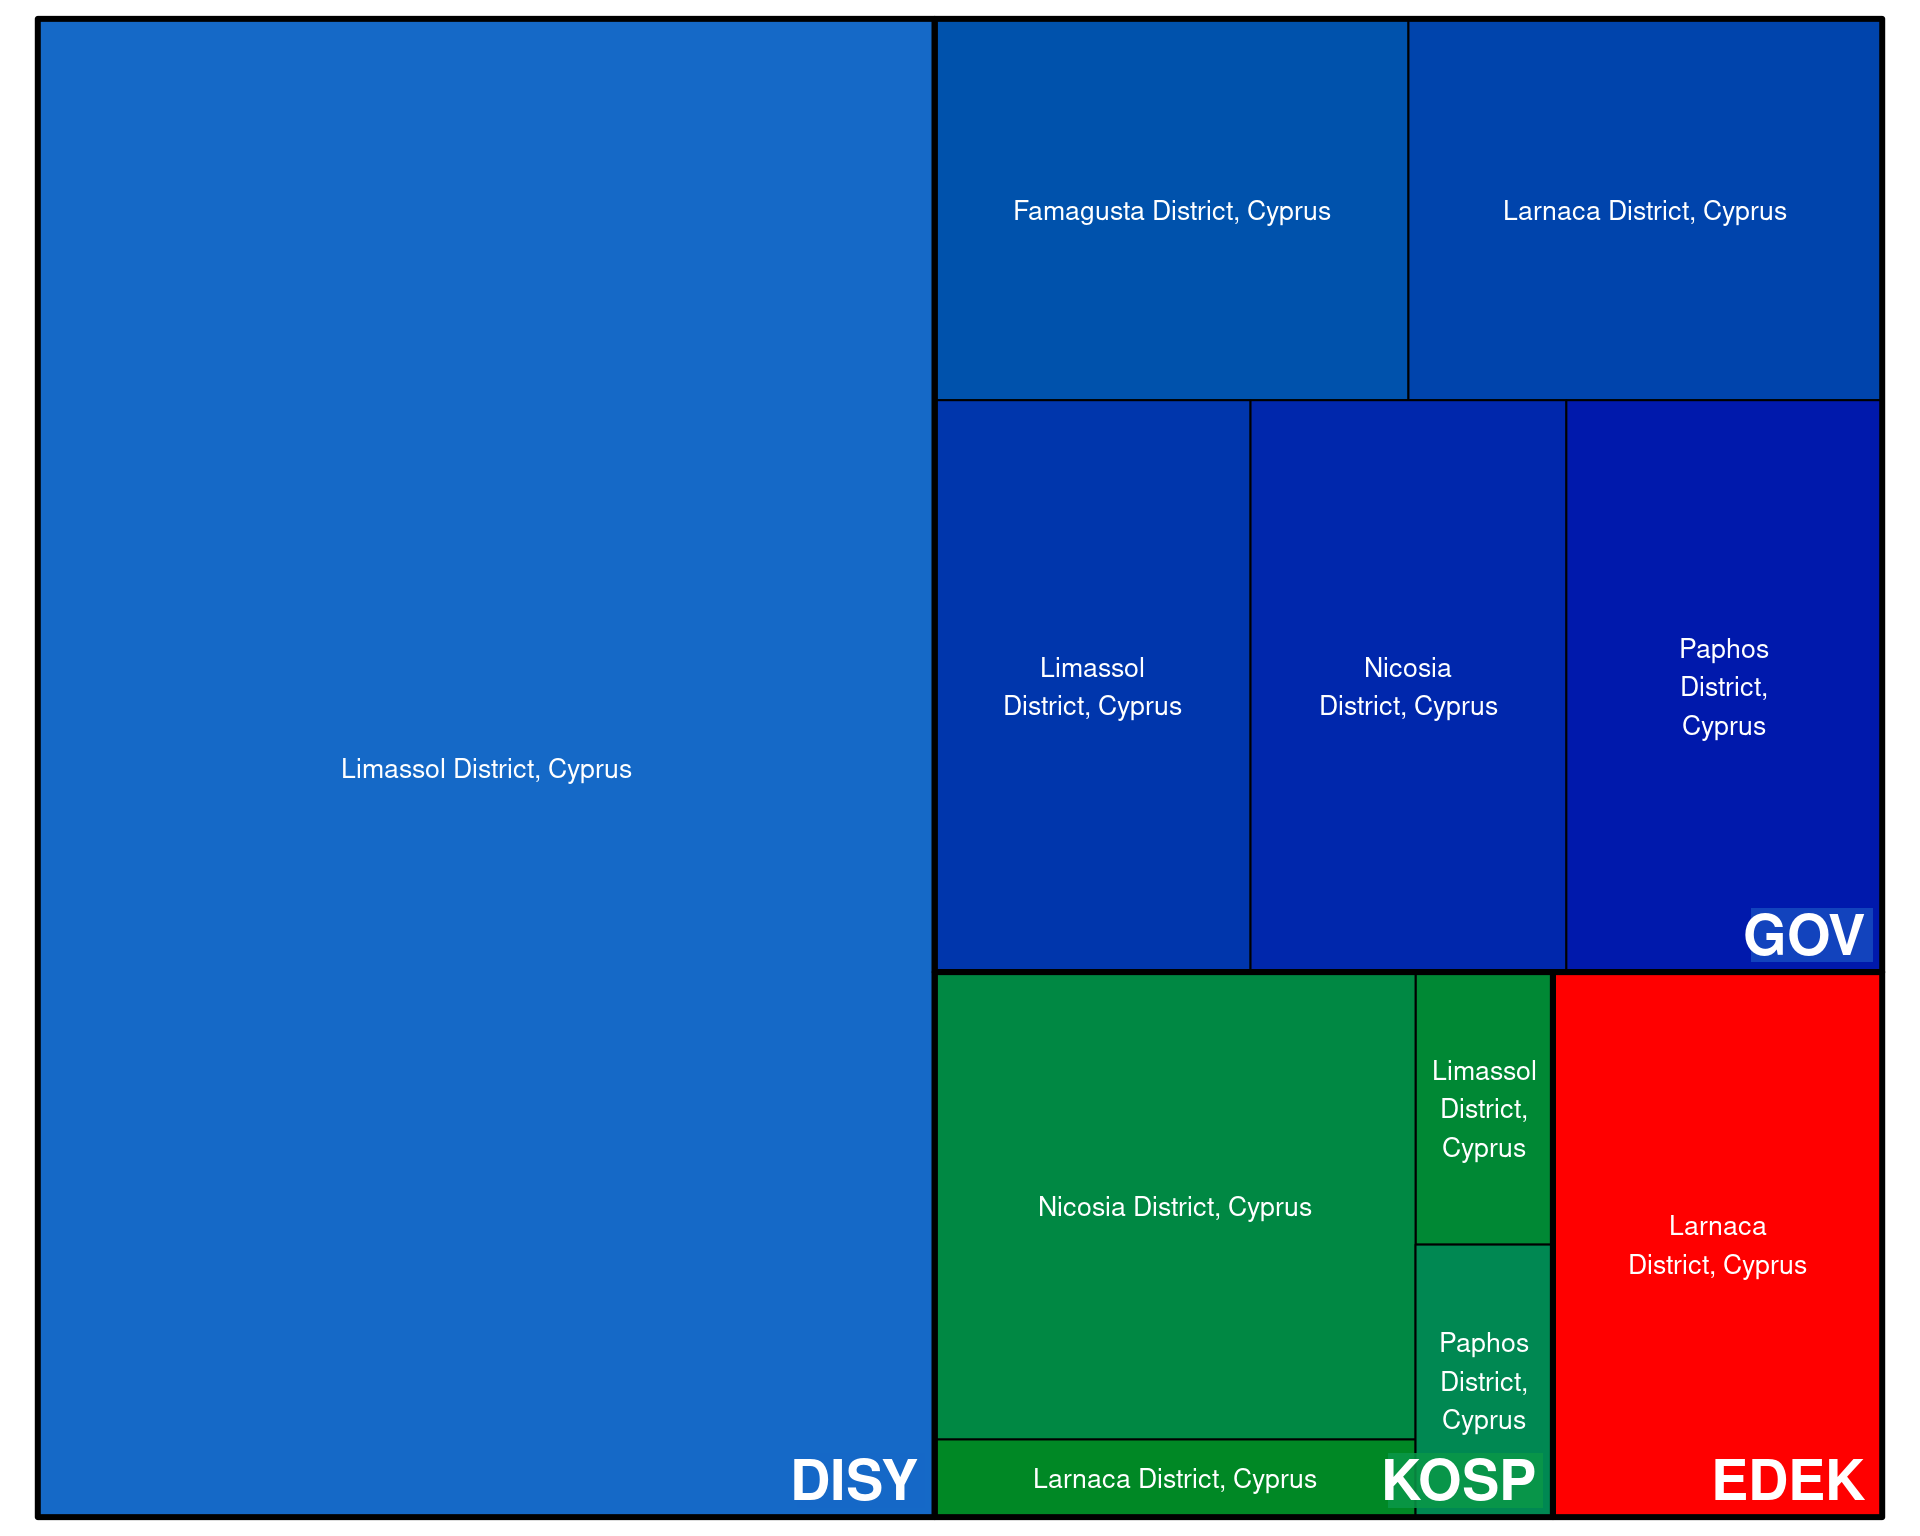 Famagusta District, Cyprus
Larnaca District, Cyprus
Limassol District, Cyprus
Limassol
District, Cyprus
Nicosia
District, Cyprus
Paphos
District,
Cyprus
GOV
Nicosia District, Cyprus
Limassol
District,
Cyprus
Larnaca
District, Cyprus
Paphos
District,
Cyprus
Larnaca District, Cyprus
DISY
KOSP
EDEK